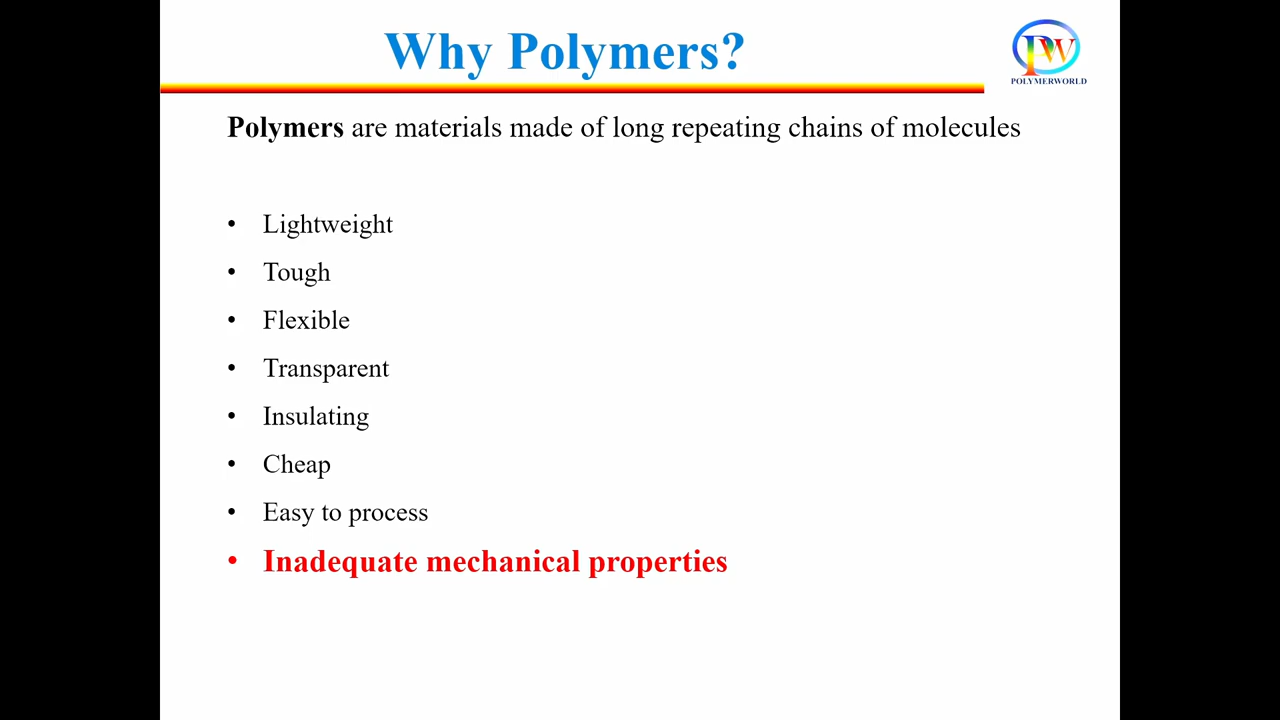 Why Polymers?
PW
POLYMERWORLD
Polymers are materials made of long repeating chains of molecules
• Lightweight
• Tough
• Flexible
• Transparent
• Insulating
• Cheap
• Easy to process
• Inadequate mechanical properties